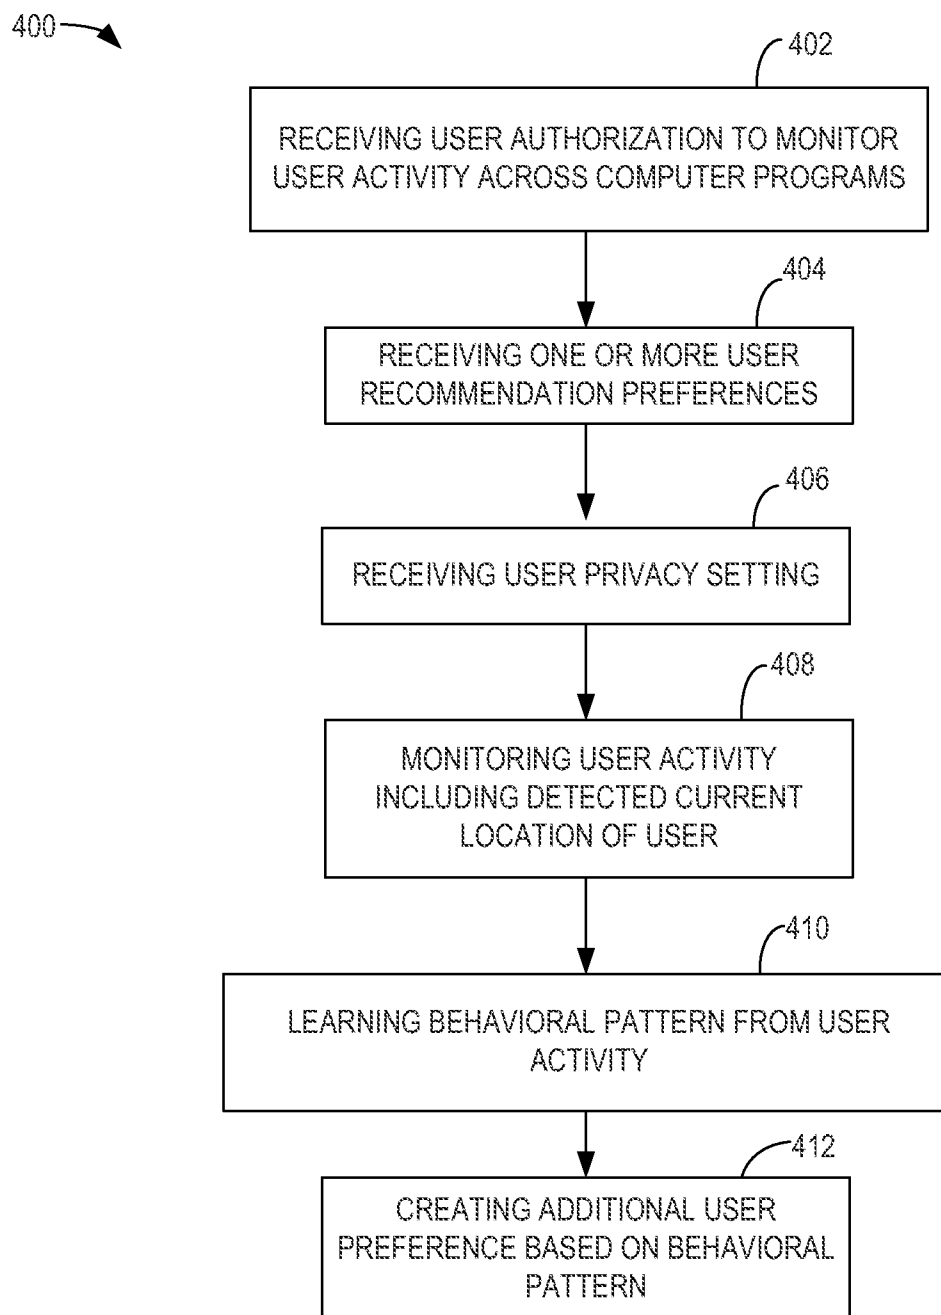 400
402
RECEIVING USER AUTHORIZATION TO MONITOR
USER ACTIVITY ACROSS COMPUTER PROGRAMS
404
RECEIVING ONE OR MORE USER
RECOMMENDATION PREFERENCES
406
RECEIVING USER PRIVACY SETTING
408
MONITORING USER ACTIVITY
INCLUDING DETECTED CURRENT
LOCATION OF USER
410
LEARNING BEHAVIORAL PATTERN FROM USER
ACTIVITY
412
CREATING ADDITIONAL USER
PREFERENCE BASED ON BEHAVIORAL
PATTERN